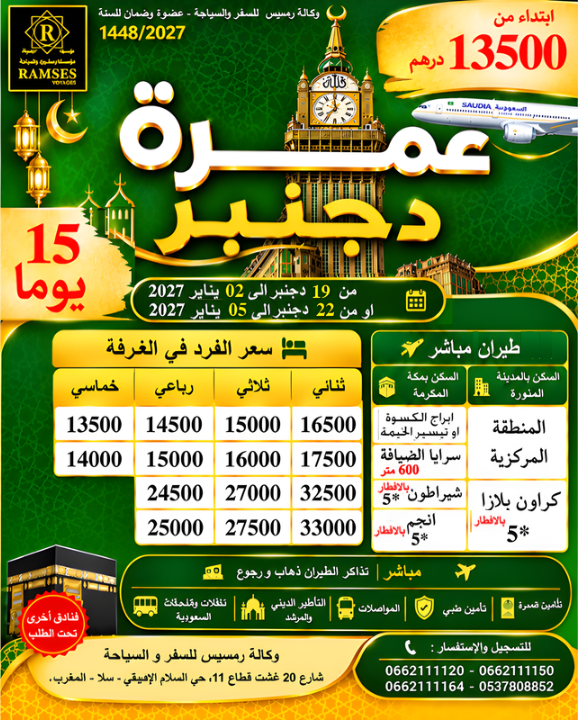 وكالة رمسيس للسفر والسياحة - عضوة وضمان للسنة
1448/2027
RAMSES
VOYAGES
ابتداء من
13500 درهم
SAUDIA السعودية
عمرة
دجنبر
15
يوما
من 19 دجنبر الى 02 يناير 2027
او من 22 دجنبر الى 05 يناير 2027
سعر الفرد في الغرفة
ثنائي ثلاثي رباعي خماسي
16500 15000 14500 13500
17500 16000 15000 14000
32500 27000 24500
33000 27500 25000
طيران مباشر
السكن بالمدينة المنورة
السكن بمكة المكرمة
المنطقة المركزية
ابراج الكسوة
او تيسير الخيمة
سرايا الضيافة
600 متر
كراون بلازا
بالافطار 5*
شيراطون بالافطار 5*
انجم بالافطار 5*
مباشر | تذاكر الطيران ذهاب و رجوع
تأمين طبي
المواصلات
التأطير الديني والمرشد
السعودية
فنادق أخرى
تحت الطلب
وكالة رمسيس للسفر و السياحة
شارع 20 غشت قطاع 11، حي السلام الإميقي - سلا - المغرب.
للتسجيل والإستفسار :
0662111120 - 0662111150
0662111164 - 0537808852